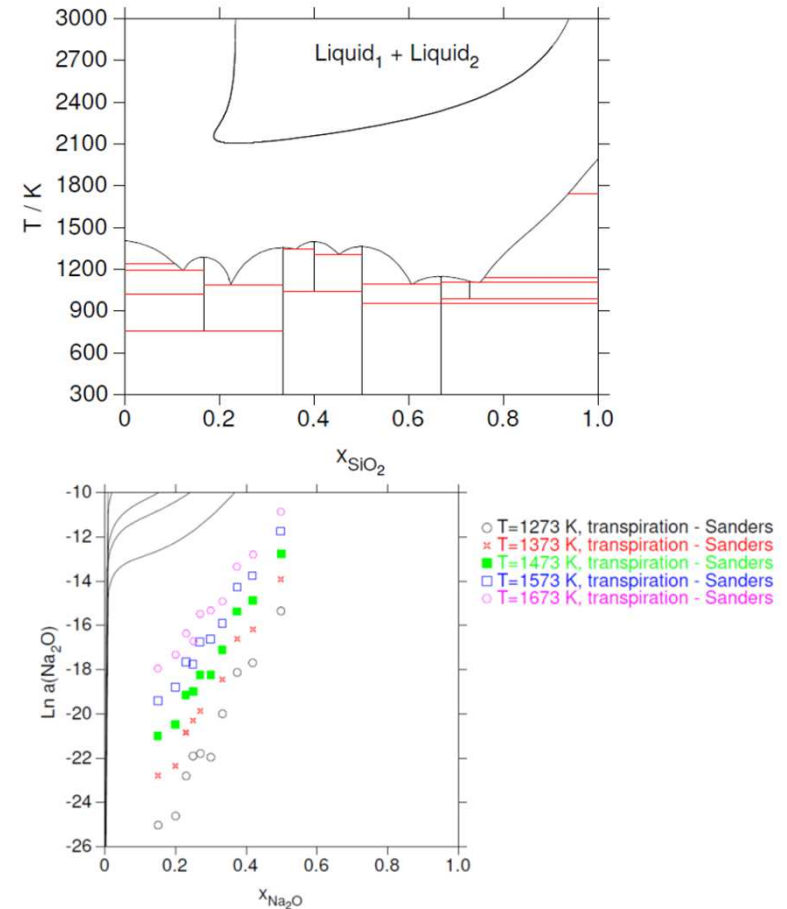 3000
2700
2400
2100
1800
1500
1200
900
600
300
T / K
Liquid1 + Liquid2
0 0.2 0.4 0.6 0.8 1.0
xSiO2
-10
-12
-14
-16
-18
-20
-22
-24
-26
Ln a(Na2O)
0 0.2 0.4 0.6 0.8 1.0
xNa2O
T=1273 K, transpiration - Sanders
T=1373 K, transpiration - Sanders
T=1473 K, transpiration - Sanders
T=1573 K, transpiration - Sanders
T=1673 K, transpiration - Sanders